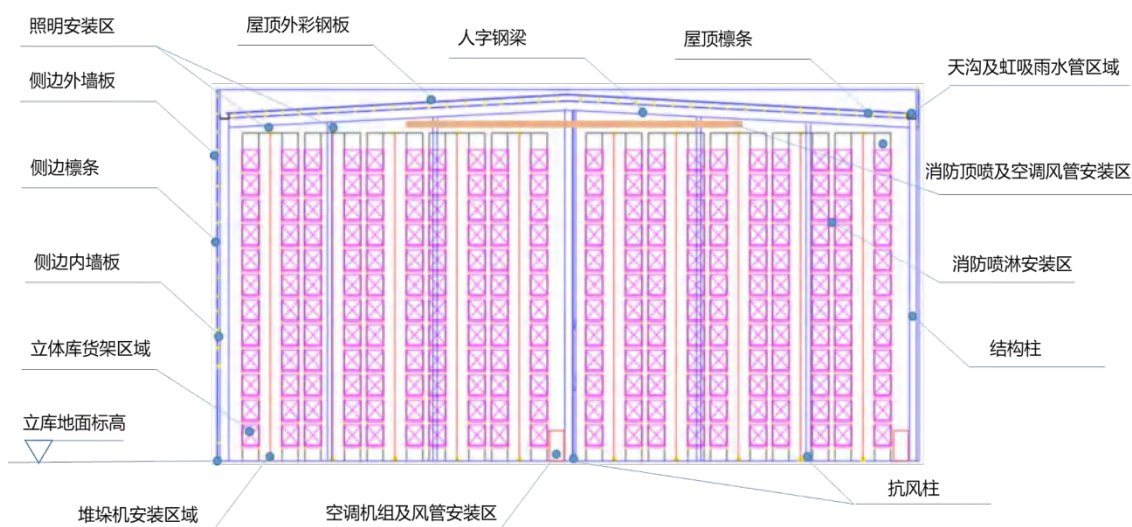 照明安装区
屋顶外彩钢板
人字钢梁
屋顶檩条
天沟及虹吸雨水管区域
侧边外墙板
侧边檩条
消防顶喷及空调风管安装区
侧边内墙板
消防喷淋安装区
立体库货架区域
结构柱
立库地面标高
抗风柱
堆垛机安装区域
空调机组及风管安装区